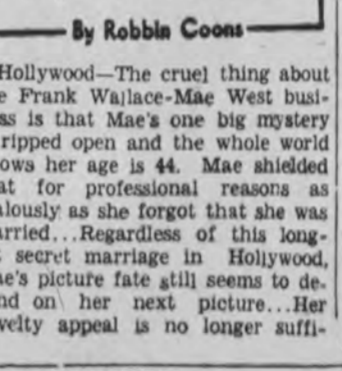 By Robbin Coons
Hollywood—The cruel thing about
e Frank Wallace-Mae West busi-
ss is that Mae's one big mystery
ripped open and the whole world
ows her age is 44. Mae shielded
at for professional reasons as
alously as she forgot that she was
arried...Regardless of this long-
t secret marriage in Hollywood,
ae's picture fate still seems to de-
nd on her next picture...Her
velty appeal is no longer suffi-